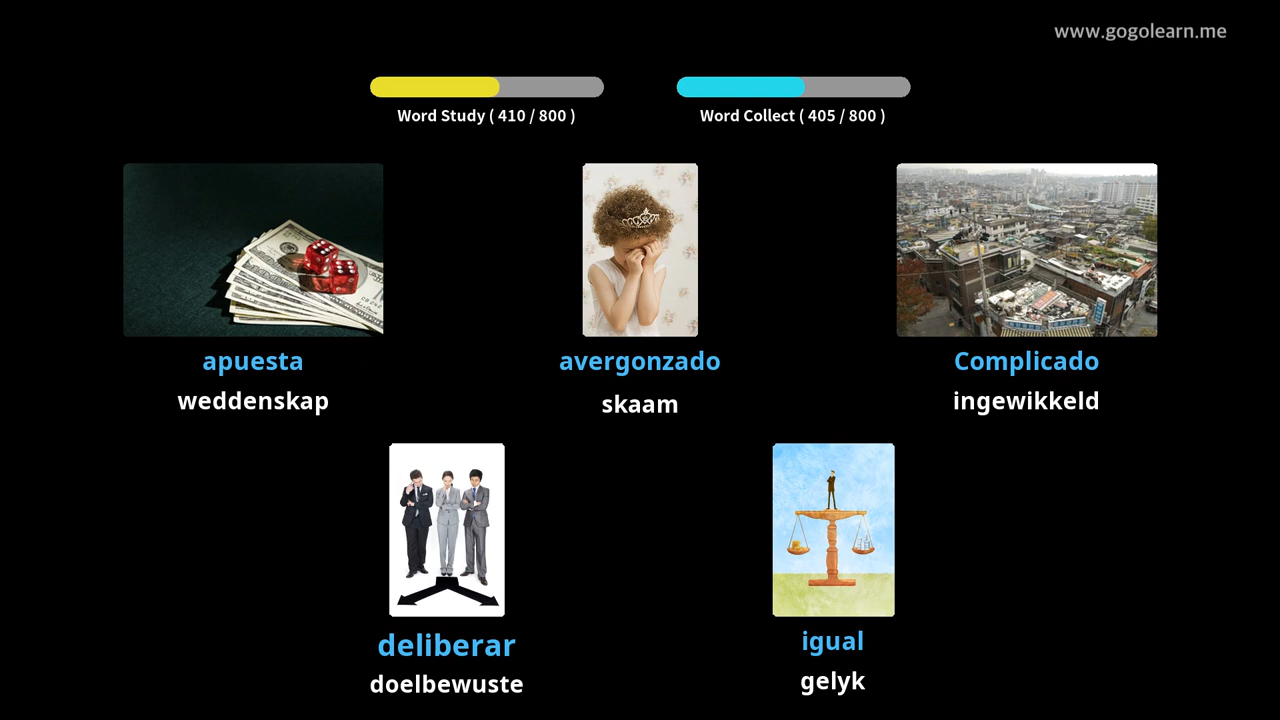 www.gogolearn.me
Word Study ( 410 / 800 )
Word Collect ( 405 / 800 )
apuesta
weddenskap
avergonzado
skaam
Complicado
ingewikkeld
deliberar
doelbewuste
igual
gelyk